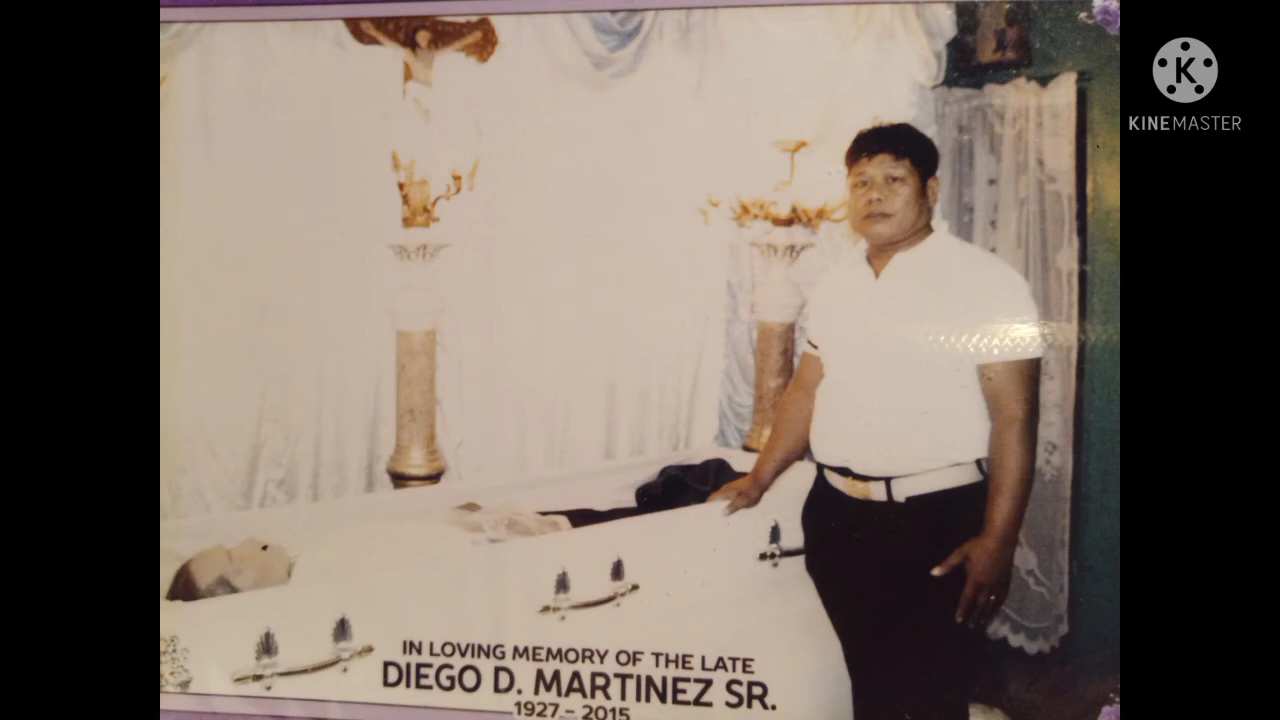 K
KINEMASTER
IN LOVING MEMORY OF THE LATE
DIEGO D. MARTINEZ SR.
1927 - 2015